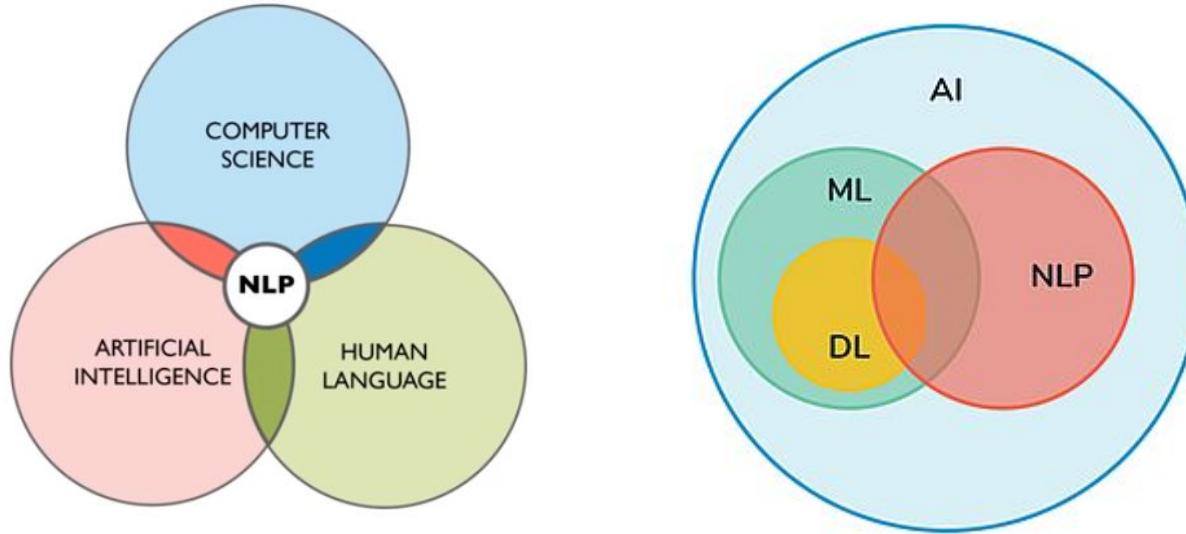 COMPUTER
SCIENCE
NLP
ARTIFICIAL
INTELLIGENCE
HUMAN
LANGUAGE
AI
ML
NLP
DL